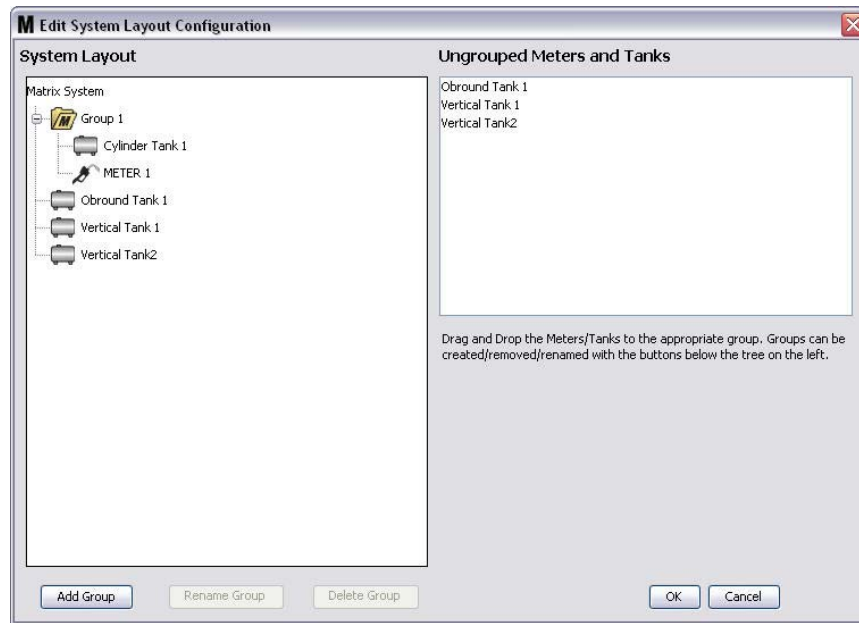 M Edit System Layout Configuration
System Layout
Matrix System
M Group 1
Cylinder Tank 1
METER 1
Obround Tank 1
Vertical Tank 1
Vertical Tank2
Ungrouped Meters and Tanks
Obround Tank 1
Vertical Tank 1
Vertical Tank2
Drag and Drop the Meters/Tanks to the appropriate group. Groups can be
created/removed/renamed with the buttons below the tree on the left.
Add Group Rename Group Delete Group OK Cancel